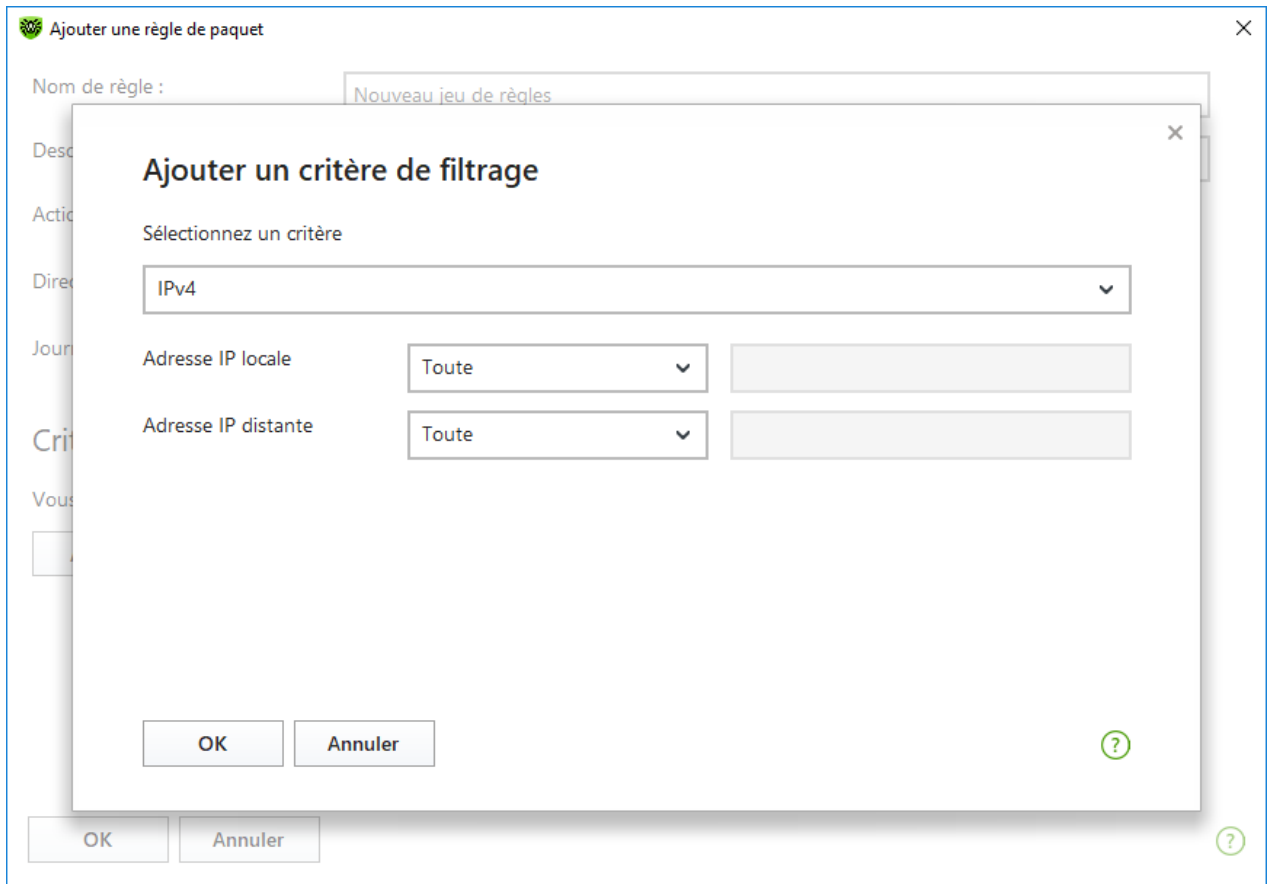 Ajouter une règle de paquet
Nom de règle :
Nouveau jeu de règles
Ajouter un critère de filtrage
Sélectionnez un critère
IPv4
Adresse IP locale
Toute
Adresse IP distante
Toute
Vous
OK
Annuler
?
OK
Annuler
?